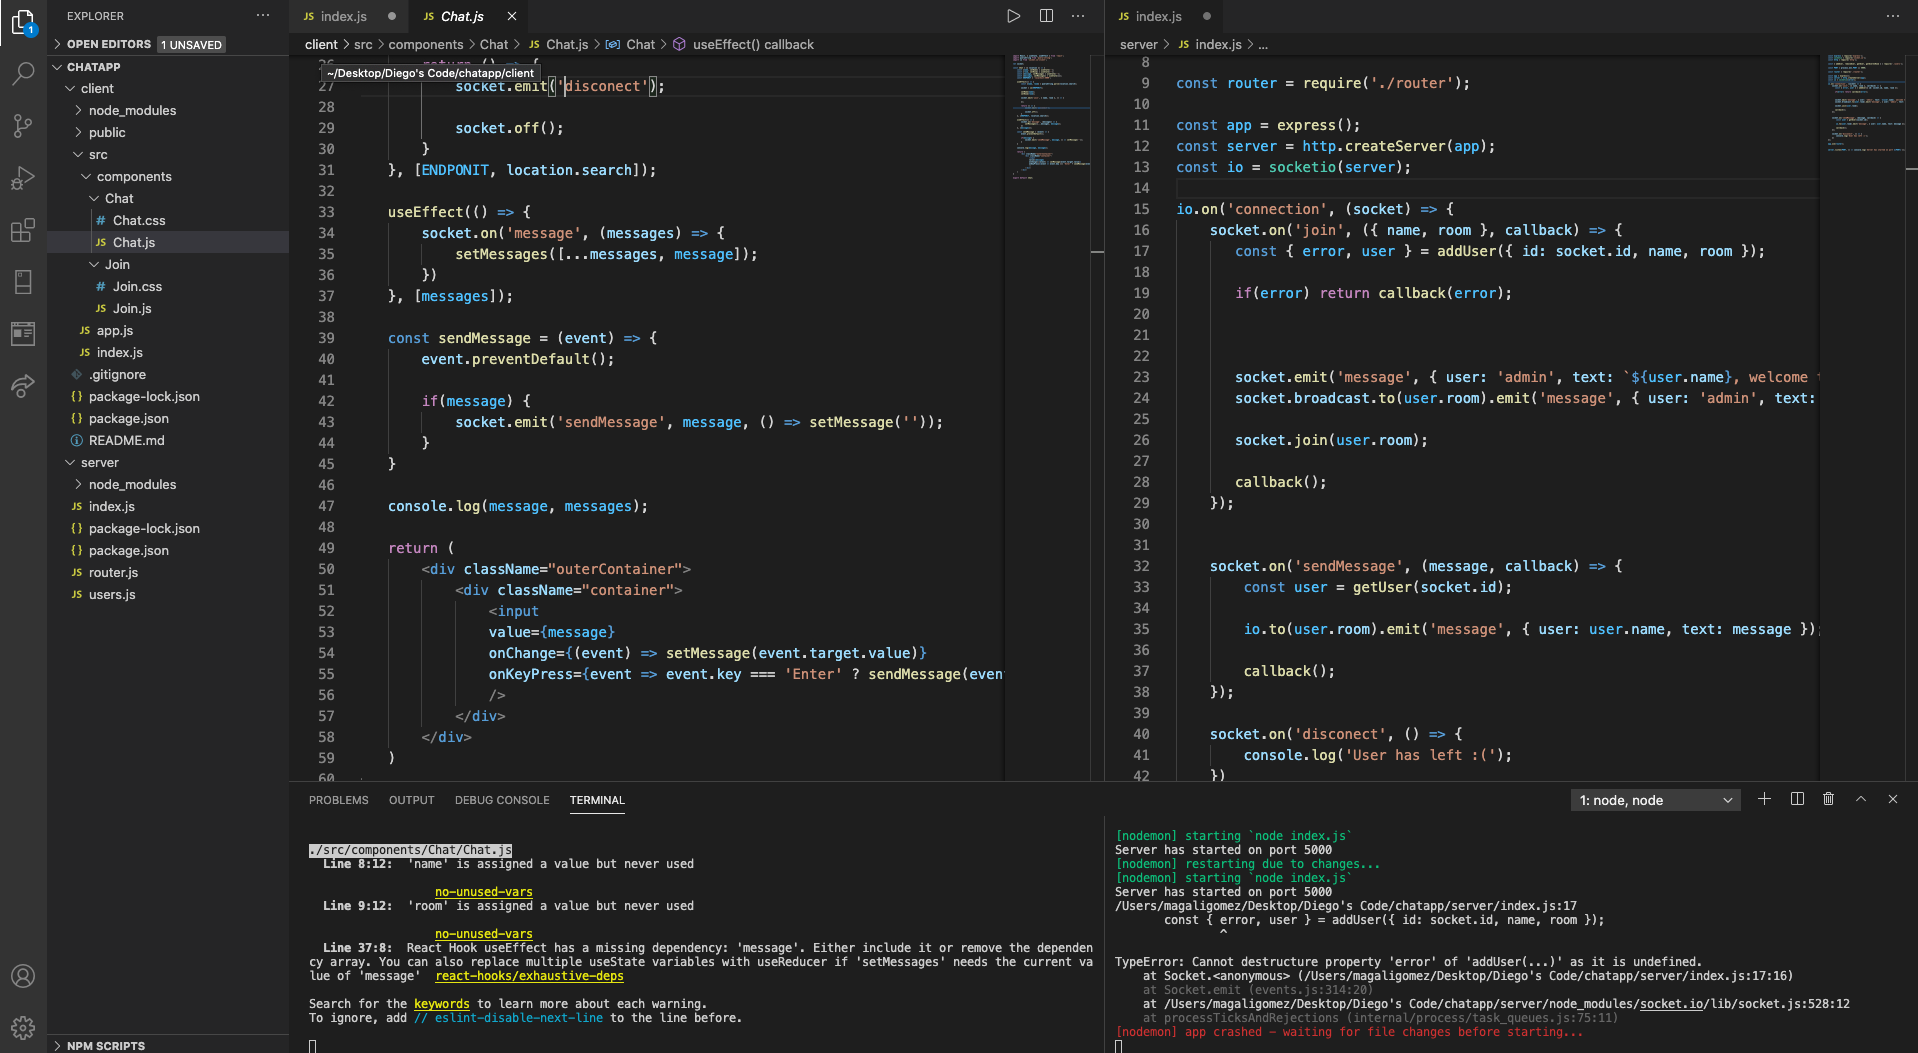 EXPLORER
OPEN EDITORS 1 UNSAVED
CHATAPP
client
node_modules
public
src
components
Chat
# Chat.css
JS Chat.js
Join
# Join.css
JS Join.js
JS app.js
JS index.js
.gitignore
{} package-lock.json
{} package.json
README.md
server
node_modules
JS index.js
{} package-lock.json
{} package.json
JS router.js
JS users.js
NPM SCRIPTS
1
JS index.js
JS Chat.js
client > src > components > Chat > JS Chat.js > Chat > useEffect() callback
26 return () => {
~/Desktop/Diego's Code/chatapp/client
27 socket.emit('disconect');
28
29 socket.off();
30 }
31 }, [ENDPONIT, location.search]);
32
33 useEffect(() => {
34 socket.on('message', (messages) => {
35 setMessages([...messages, message]);
36 })
37 }, [messages]);
38
39 const sendMessage = (event) => {
40 event.preventDefault();
41
42 if(message) {
43 socket.emit('sendMessage', message, () => setMessage(''));
44 }
45 }
46
47 console.log(message, messages);
48
49 return (
50 <div className="outerContainer">
51 <div className="container">
52 <input
53 value={message}
54 onChange={(event) => setMessage(event.target.value)}
55 onKeyPress={event => event.key === 'Enter' ? sendMessage(even
56 />
57 </div>
58 </div>
59 )
60
JS index.js
server > JS index.js > ...
8
9 const router = require('./router');
10
11 const app = express();
12 const server = http.createServer(app);
13 const io = socketio(server);
14
15 io.on('connection', (socket) => {
16 socket.on('join', ({ name, room }, callback) => {
17 const { error, user } = addUser({ id: socket.id, name, room });
18
19 if(error) return callback(error);
20
21
22
23 socket.emit('message', { user: 'admin', text: `${user.name}, welcome
24 socket.broadcast.to(user.room).emit('message', { user: 'admin', text:
25
26 socket.join(user.room);
27
28 callback();
29 });
30
31
32 socket.on('sendMessage', (message, callback) => {
33 const user = getUser(socket.id);
34
35 io.to(user.room).emit('message', { user: user.name, text: message });
36
37 callback();
38 });
39
40 socket.on('disconect', () => {
41 console.log('User has left :(');
42 })
PROBLEMS OUTPUT DEBUG CONSOLE TERMINAL
1: node, node
./src/components/Chat/Chat.js
Line 8:12: 'name' is assigned a value but never used
no-unused-vars
Line 9:12: 'room' is assigned a value but never used
no-unused-vars
Line 37:8: React Hook useEffect has a missing dependency: 'message'. Either include it or remove the dependen
cy array. You can also replace multiple useState variables with useReducer if 'setMessages' needs the current va
lue of 'message' react-hooks/exhaustive-deps
Search for the keywords to learn more about each warning.
To ignore, add // eslint-disable-next-line to the line before.
[nodemon] starting `node index.js`
Server has started on port 5000
[nodemon] restarting due to changes...
[nodemon] starting `node index.js`
Server has started on port 5000
/Users/magaligomez/Desktop/Diego's Code/chatapp/server/index.js:17
const { error, user } = addUser({ id: socket.id, name, room });
^
TypeError: Cannot destructure property 'error' of 'addUser(...)' as it is undefined.
at Socket.<anonymous> (/Users/magaligomez/Desktop/Diego's Code/chatapp/server/index.js:17:16)
at Socket.emit (events.js:314:20)
at /Users/magaligomez/Desktop/Diego's Code/chatapp/server/node_modules/socket.io/lib/socket.js:528:12
at processTicksAndRejections (internal/process/task_queues.js:75:11)
[nodemon] app crashed - waiting for file changes before starting...